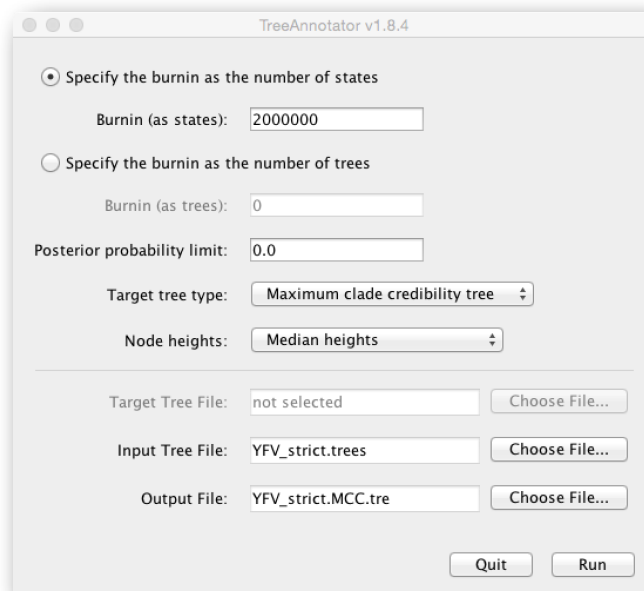 TreeAnnotator v1.8.4
Specify the burnin as the number of states
Burnin (as states): 2000000
Specify the burnin as the number of trees
Burnin (as trees): 0
Posterior probability limit: 0.0
Target tree type: Maximum clade credibility tree
Node heights: Median heights
Target Tree File: not selected Choose File...
Input Tree File: YFV_strict.trees Choose File...
Output File: YFV_strict.MCC.tre Choose File...
Quit Run